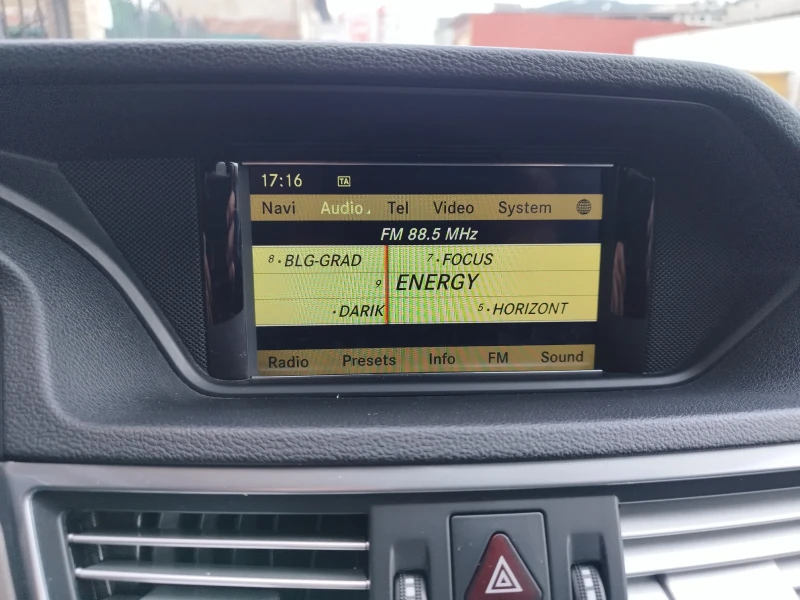 17:16 TA
Navi Audio Tel Video System
FM 88.5 MHz
8·BLG-GRAD 7·FOCUS
9 ENERGY
·DARIK 5·HORIZONT
Radio Presets Info FM Sound